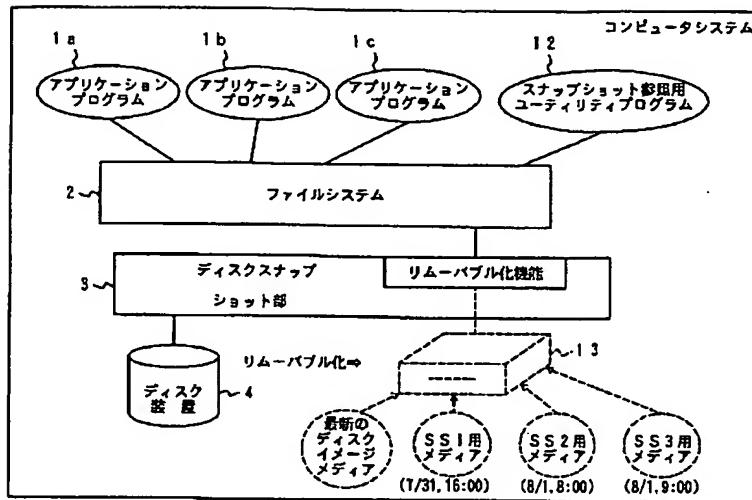 コンピュータシステム
1a
1b
1c
12
アプリケーション
プログラム
アプリケーション
プログラム
アプリケーション
プログラム
スナップショット参照用
ユーティリティプログラム
2
ファイルシステム
3
ディスクスナップ
ショット部
リムーバブル化機能
ディスク
装置
4
リムーバブル化⇒
13
最新の
ディスク
イメージ
メディア
SS1用
メディア
(7/31,16:00)
SS2用
メディア
(8/1,8:00)
SS3用
メディア
(8/1,9:00)